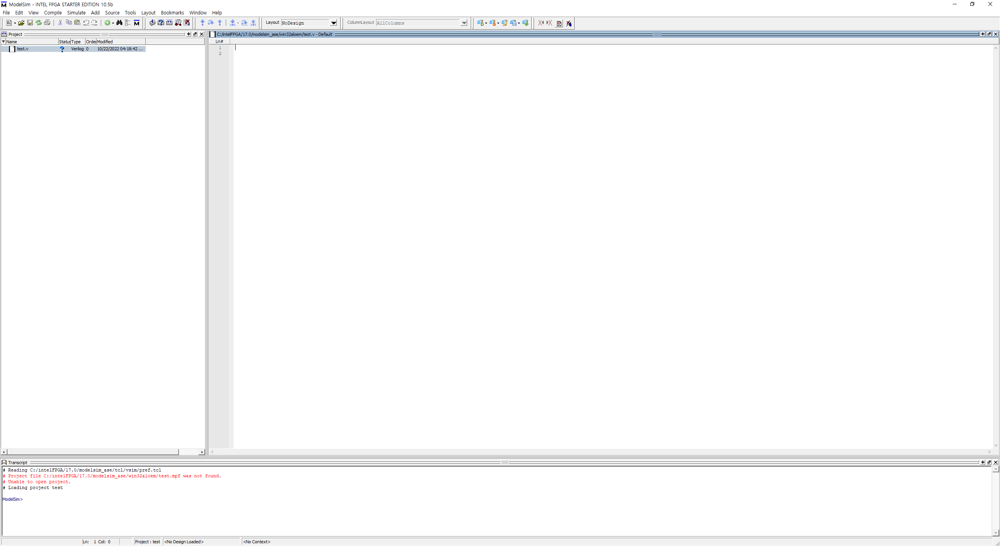 ModelSim - INTEL FPGA STARTER EDITION 10.5b
File Edit View Compile Simulate Add Source Tools Layout Bookmarks Window Help
Layout NoDesign ColumnLayout AllColumns
Project
Name Status Type Order Modified
test.v Verilog 0 10/22/2022 04:18:42 ...
C:/intelFPGA/17.0/modelsim_ase/win32aloem/test.v - Default
Ln#
1
2
Transcript
# Reading C:/intelFPGA/17.0/modelsim_ase/tcl/vsim/pref.tcl
# Project file C:/intelFPGA/17.0/modelsim_ase/win32aloem/test.mpf was not found.
# Unable to open project.
# Loading project test
ModelSim>
Ln: 1 Col: 0 Project : test <No Design Loaded> <No Context>